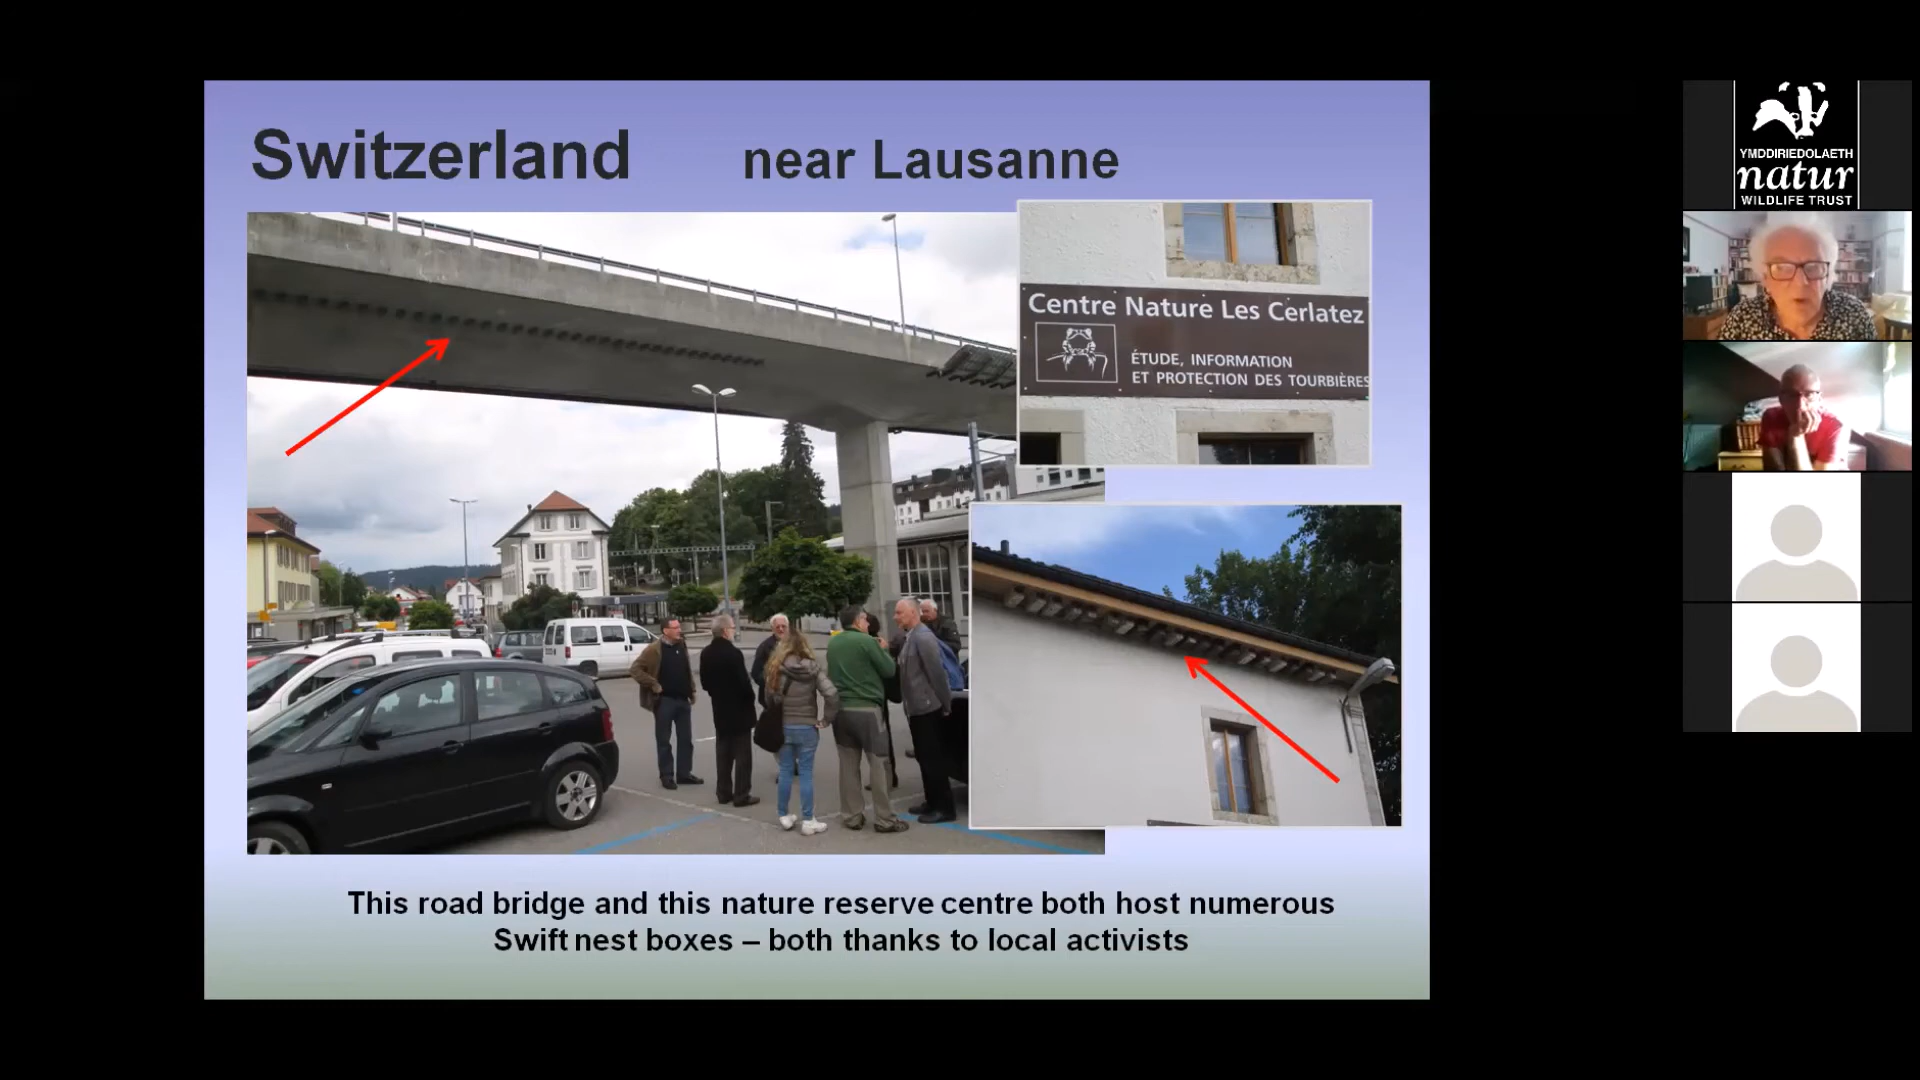 Switzerland near Lausanne
Centre Nature Les Cerlatez
ÉTUDE, INFORMATION
ET PROTECTION DES TOURBIÈRES
This road bridge and this nature reserve centre both host numerous
Swift nest boxes – both thanks to local activists
YMDDIRIEDOLAETH
natur
WILDLIFE TRUST